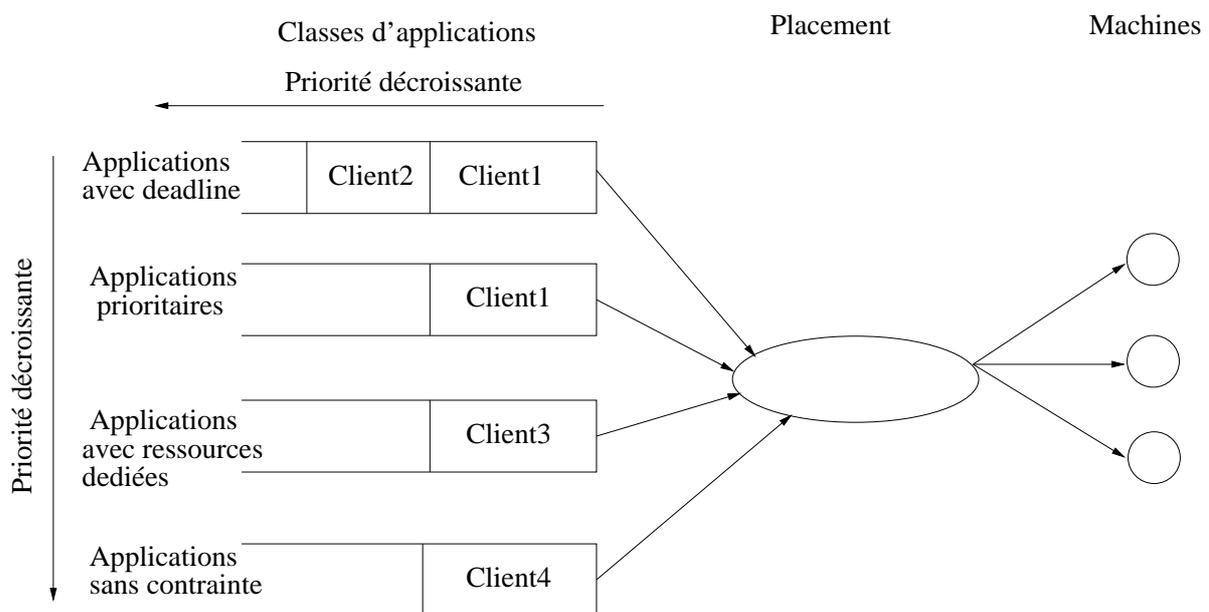 Classes d'applications
Placement
Machines
Priorité décroissante
Priorité décroissante
Applications
avec deadline
Client2
Client1
Applications
prioritaires
Client1
Applications
avec ressources
dediées
Client3
Applications
sans contrainte
Client4